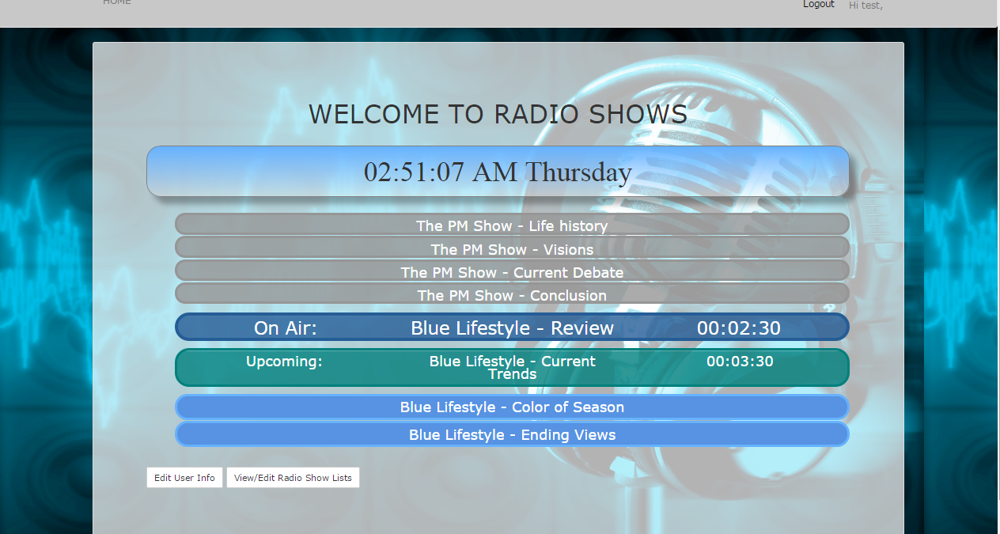 HOME
Logout Hi test,
WELCOME TO RADIO SHOWS
02:51:07 AM Thursday
The PM Show - Life history
The PM Show - Visions
The PM Show - Current Debate
The PM Show - Conclusion
On Air: Blue Lifestyle - Review 00:02:30
Upcoming: Blue Lifestyle - Current 00:03:30
Trends
Blue Lifestyle - Color of Season
Blue Lifestyle - Ending Views
Edit User Info View/Edit Radio Show Lists